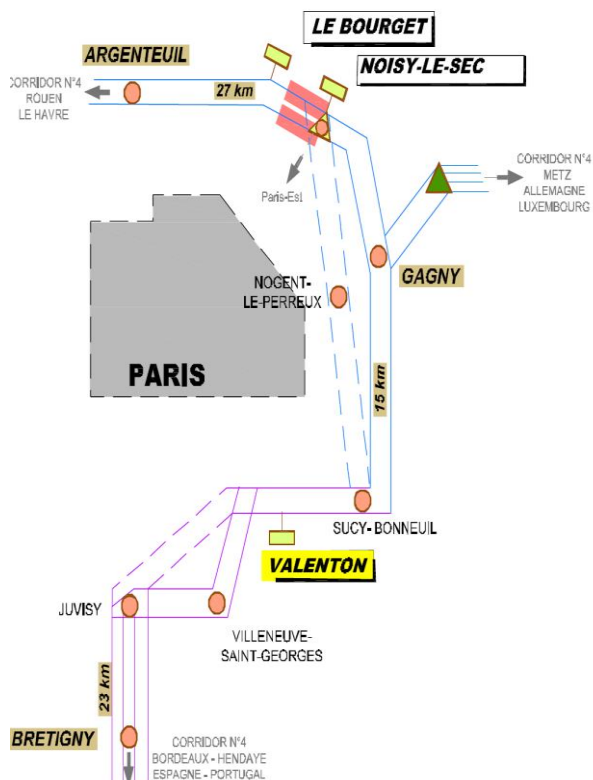 LE BOURGET
ARGENTEUIL
NOISY-LE-SEC
CORRIDOR N°4
ROUEN
LE HAVRE
27 km
CORRIDOR N°4
METZ
ALLEMAGNE
LUXEMBOURG
Paris-Est
GAGNY
NOGENT-
LE-PERREUX
PARIS
15 km
SUCY-BONNEUIL
VALENTON
JUVISY
VILLENEUVE-
SAINT-GEORGES
23 km
BRETIGNY
CORRIDOR N°4
BORDEAUX - HENDAYE
ESPAGNE - PORTUGAL